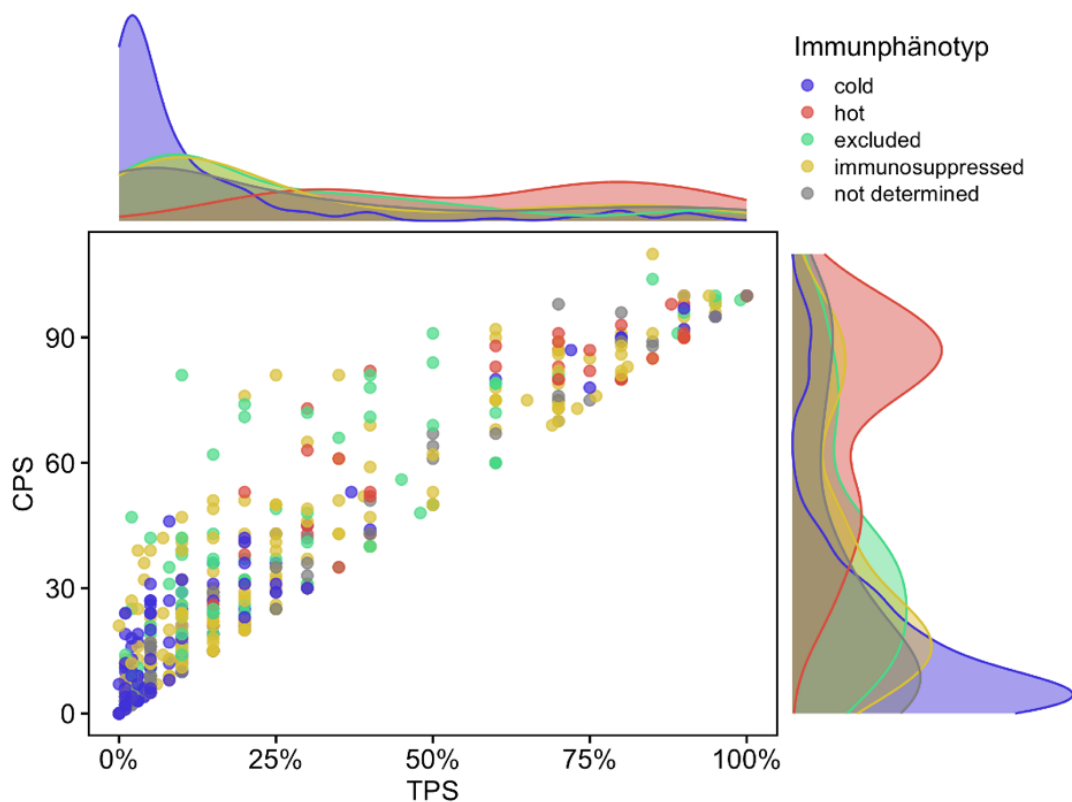 Immunphänotyp
cold
hot
excluded
immunosuppressed
not determined
CPS
90
60
30
0
0%
25%
50%
75%
100%
TPS